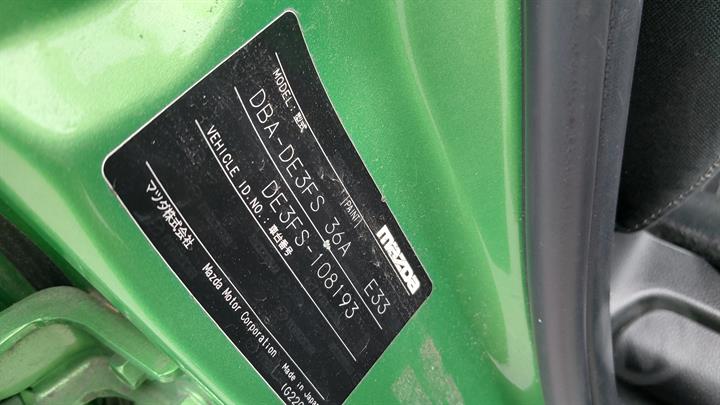 mazda
MODEL: 型式 (PAINT)
DBA-DE3FS 36A E33
VEHICLE ID.NO.: 車台番号
DE3FS-108193
マツダ株式会社 Mazda Motor Corporation Made in Japan